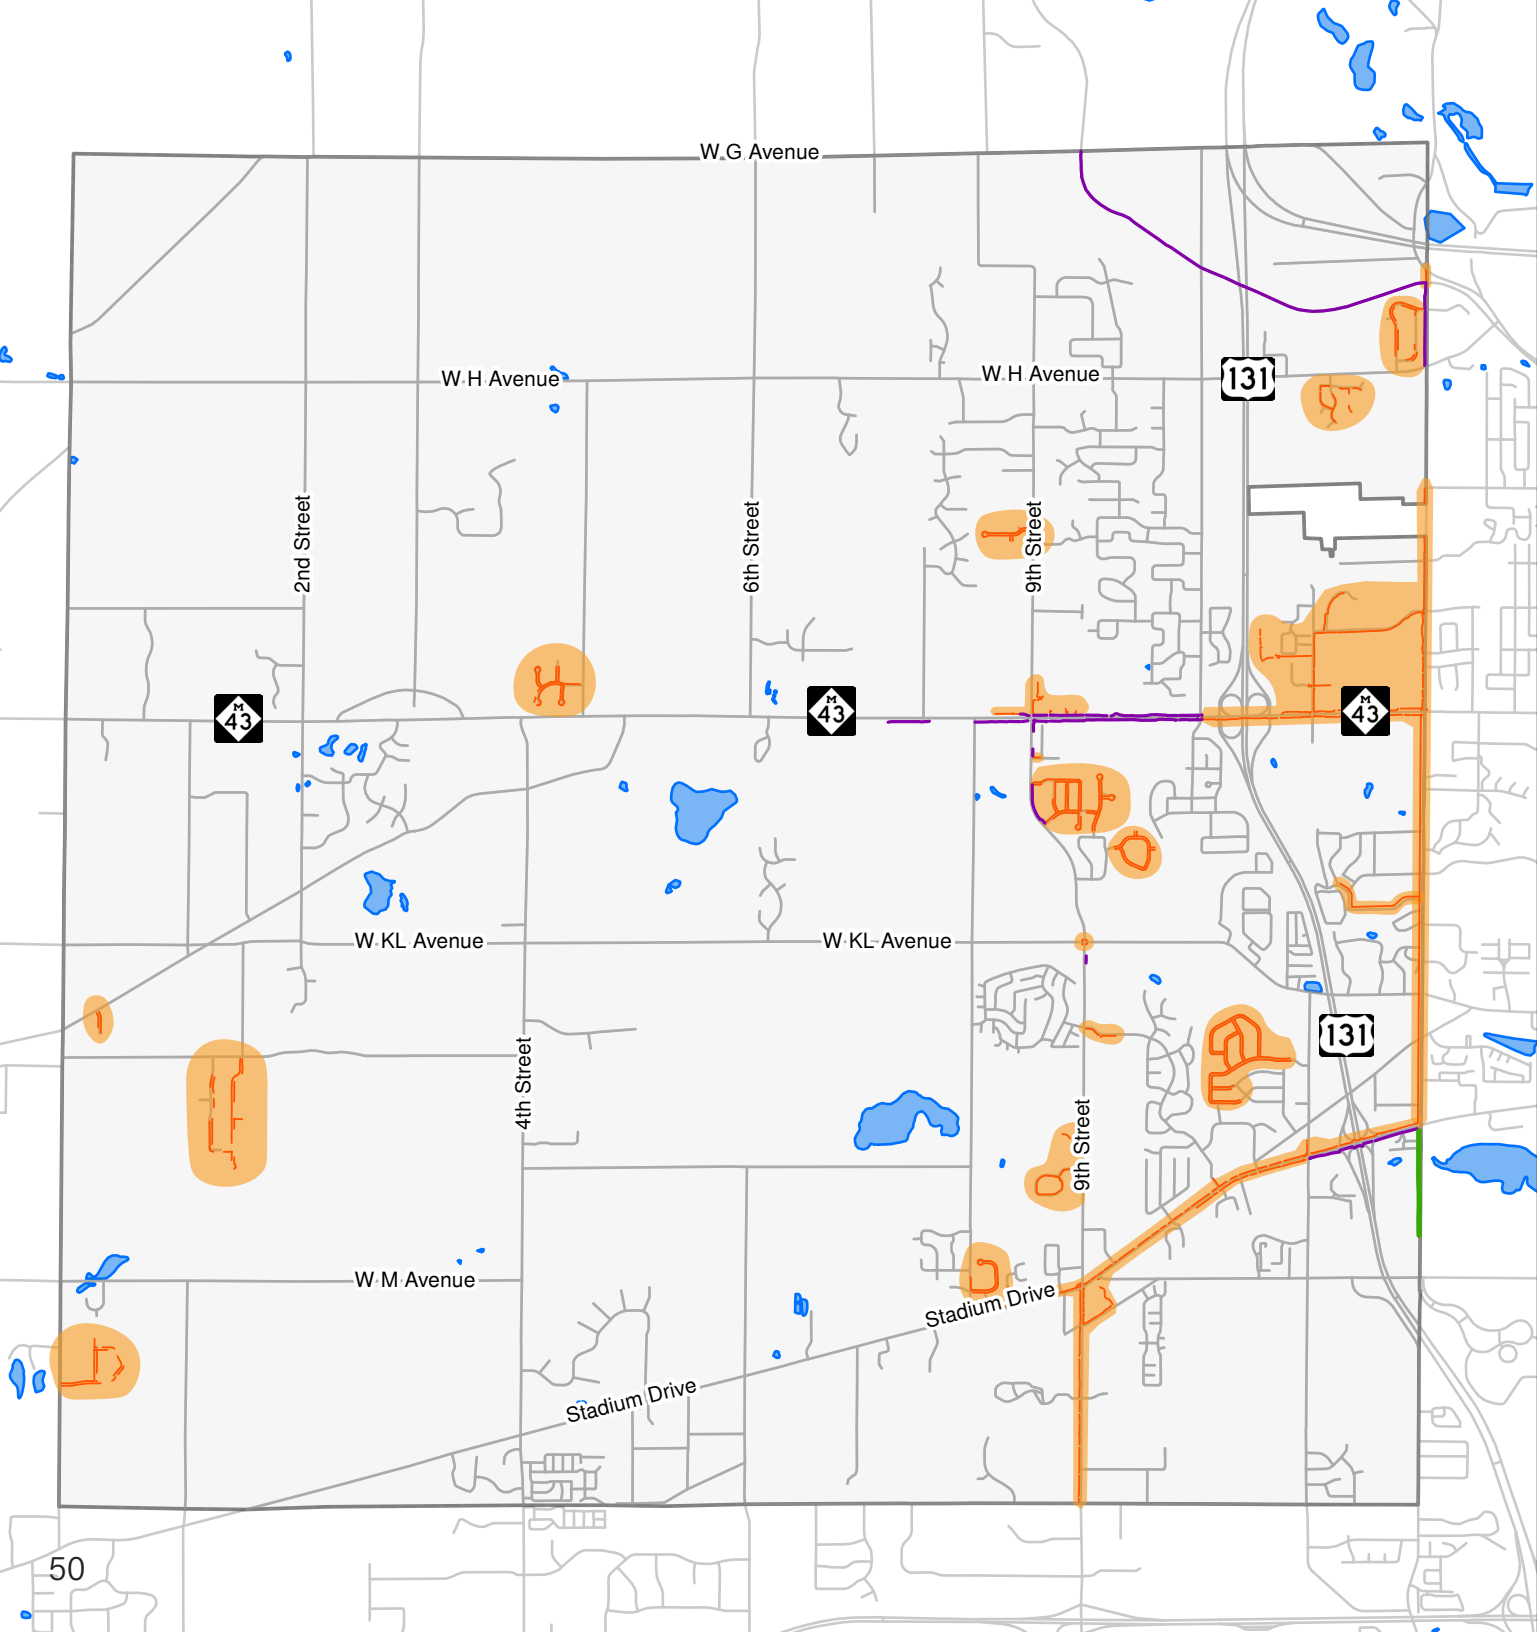 W G Avenue
W H Avenue
W H Avenue
131
2nd Street
6th Street
9th Street
M
43
M
43
M
43
W KL Avenue
W KL Avenue
131
4th Street
9th Street
W M Avenue
Stadium Drive
Stadium Drive
50